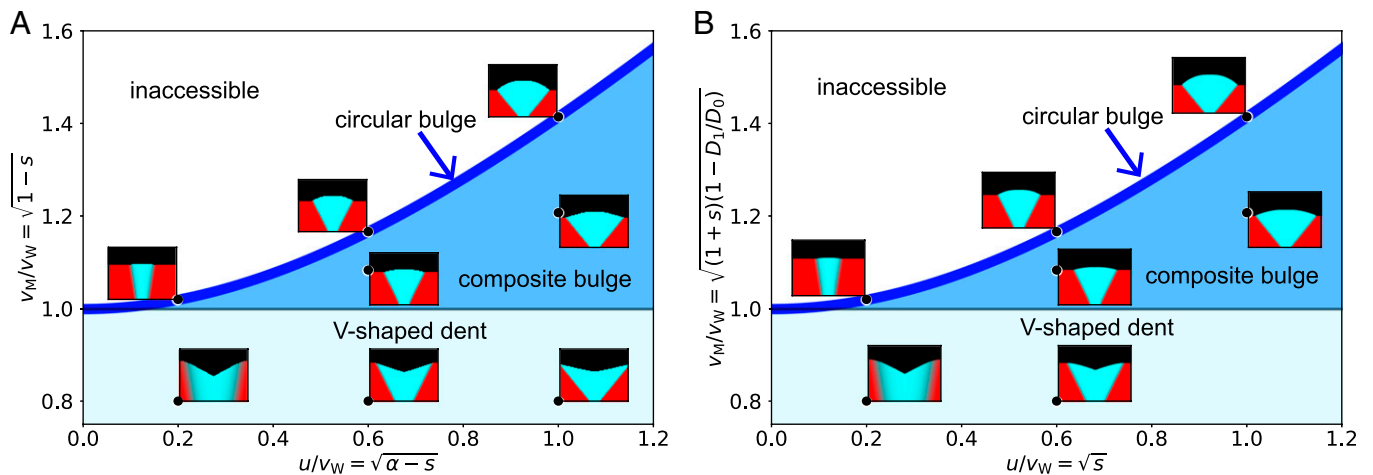 A
1.6
1.4
1.2
1.0
0.8
v_M/v_W = √(1 − s)
inaccessible
circular bulge
composite bulge
V-shaped dent
0.0 0.2 0.4 0.6 0.8 1.0 1.2
u/v_W = √(α − s)
B
1.6
1.4
1.2
1.0
0.8
v_M/v_W = √((1 + s)(1 − D_1/D_0))
inaccessible
circular bulge
composite bulge
V-shaped dent
0.0 0.2 0.4 0.6 0.8 1.0 1.2
u/v_W = √s